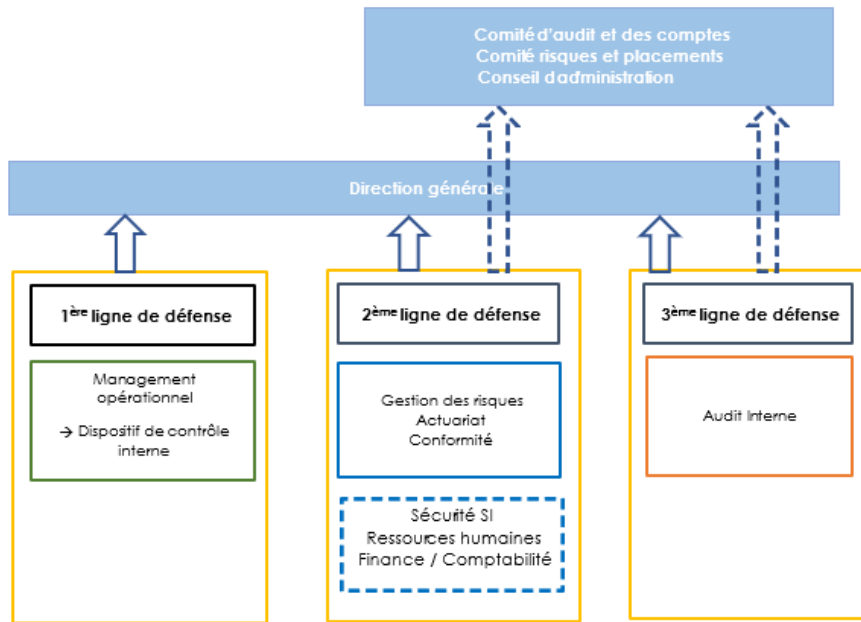 Comité d'audit et des comptes
Comité risques et placements
Conseil d'administration
Direction générale
1ère ligne de défense
Management
opérationnel
→ Dispositif de contrôle
interne
2ème ligne de défense
Gestion des risques
Actuariat
Conformité
Sécurité SI
Ressources humaines
Finance / Comptabilité
3ème ligne de défense
Audit Interne